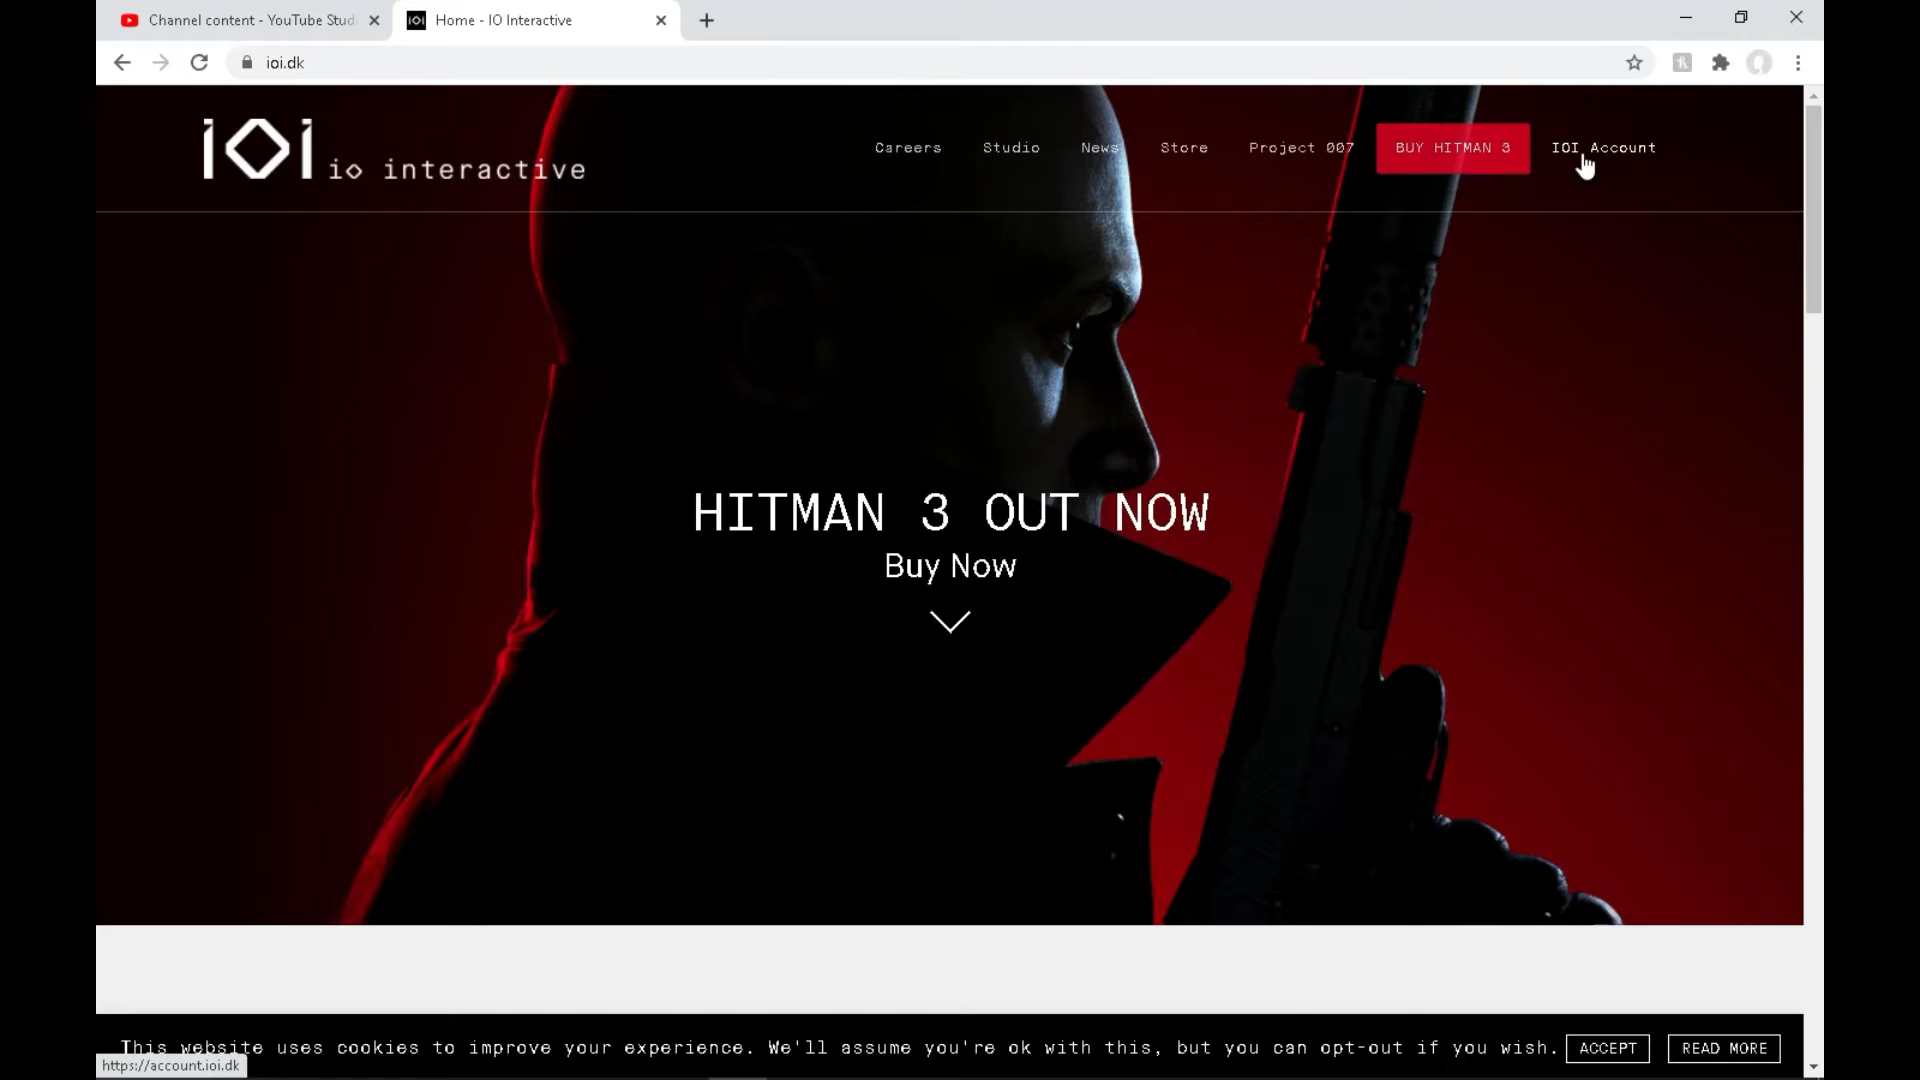 Channel content - YouTube Stud
Home - IO Interactive
ioi.dk
IOI io interactive
Careers Studio News Store Project 007 BUY HITMAN 3 IOI Account
HITMAN 3 OUT NOW
Buy Now
This website uses cookies to improve your experience. We'll assume you're ok with this, but you can opt-out if you wish. ACCEPT READ MORE
https://account.ioi.dk